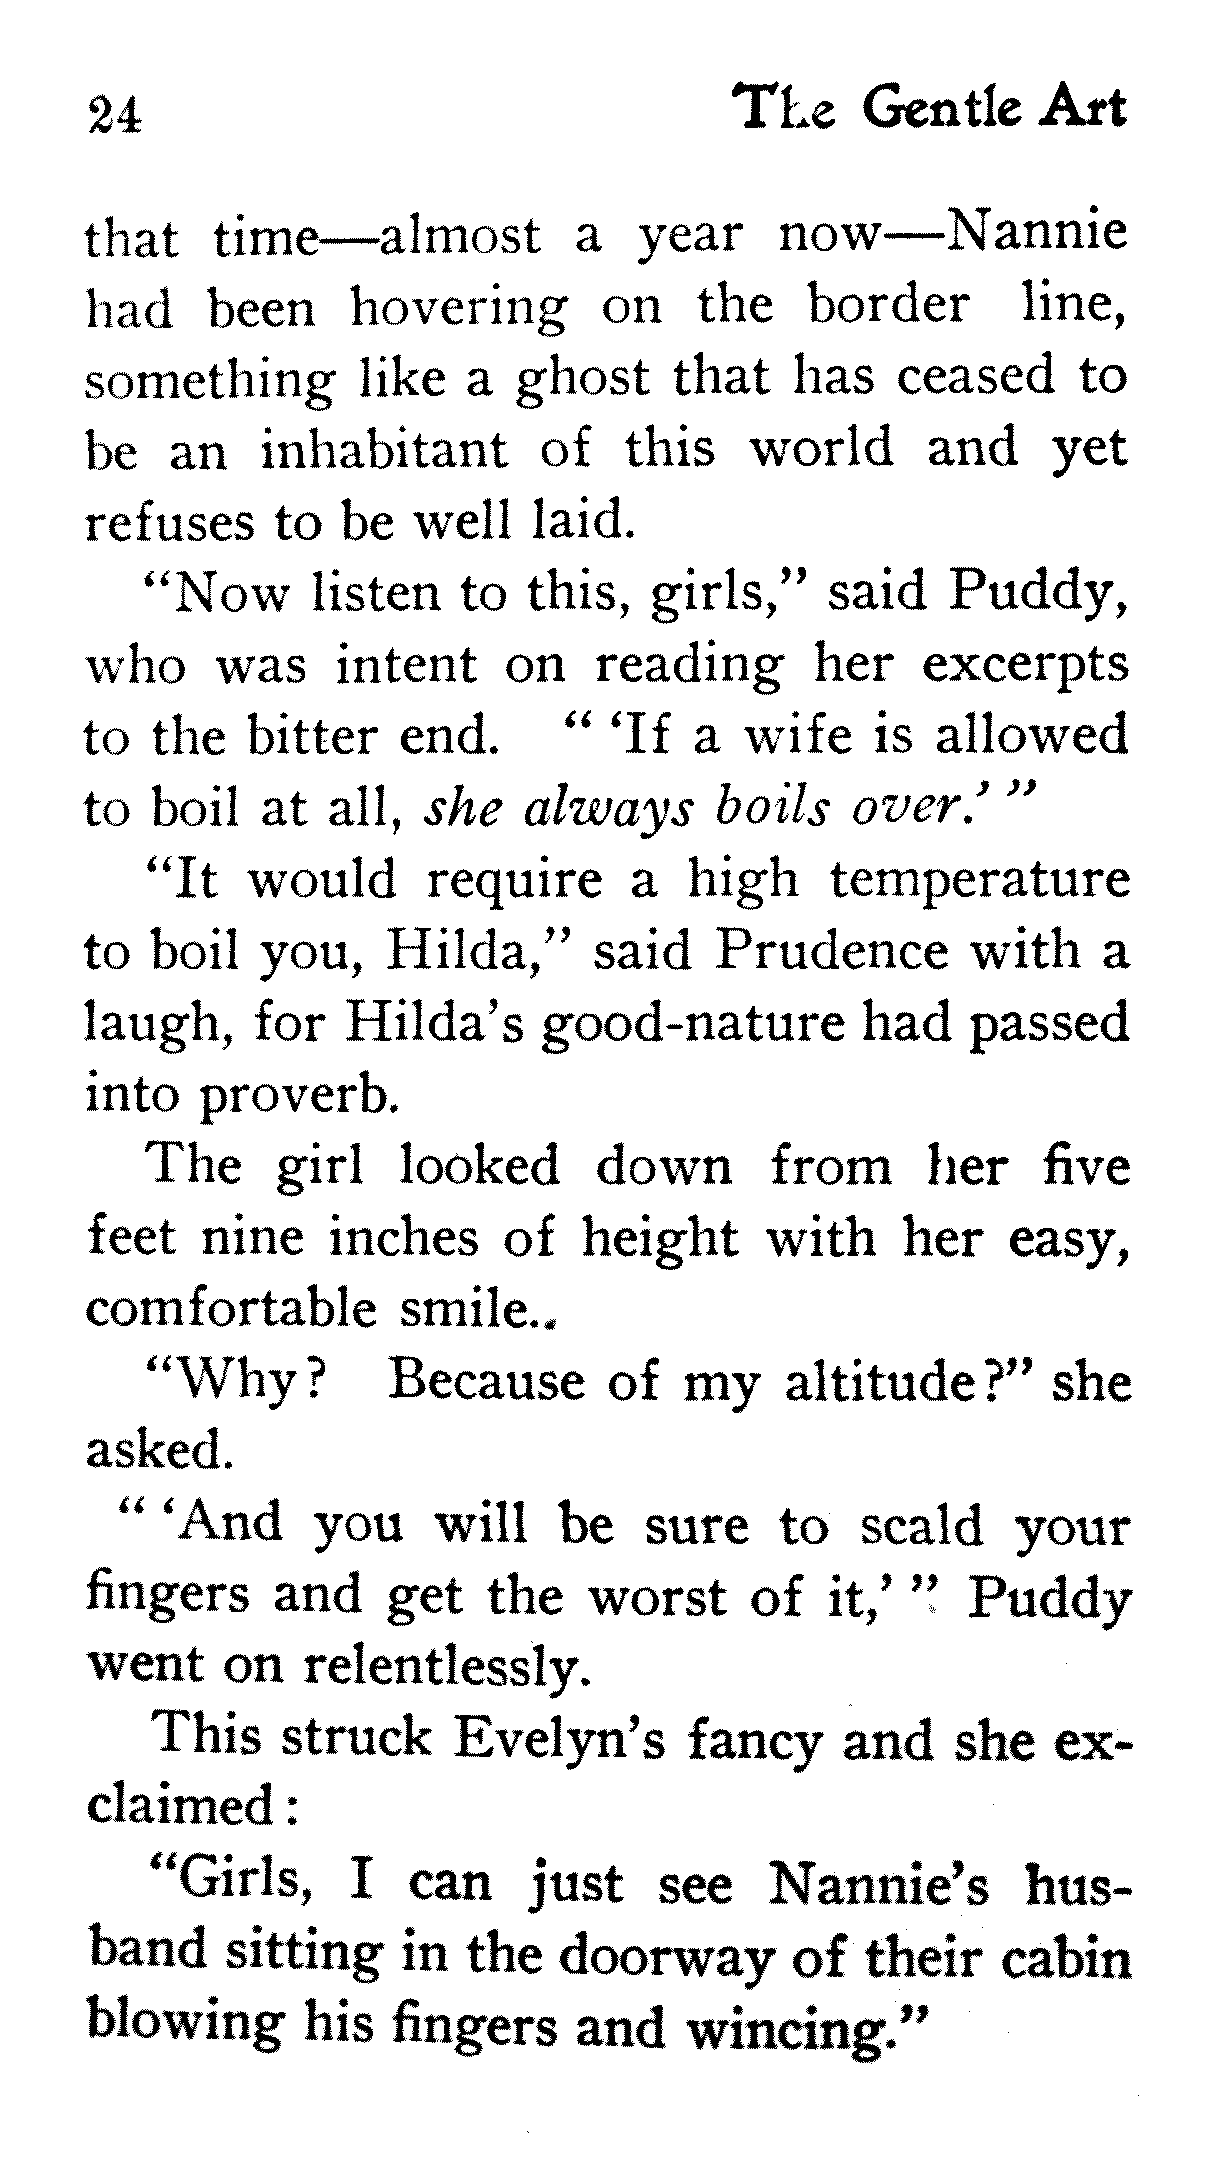 24 The Gentle Art
that time—almost a year now—Nannie
had been hovering on the border line,
something like a ghost that has ceased to
be an inhabitant of this world and yet
refuses to be well laid.
“Now listen to this, girls,” said Puddy,
who was intent on reading her excerpts
to the bitter end. “ ‘If a wife is allowed
to boil at all, she always boils over.’ ”
“It would require a high temperature
to boil you, Hilda,” said Prudence with a
laugh, for Hilda’s good-nature had passed
into proverb.
The girl looked down from her five
feet nine inches of height with her easy,
comfortable smile..
“Why? Because of my altitude?” she
asked.
“ ‘And you will be sure to scald your
fingers and get the worst of it,’ ” Puddy
went on relentlessly.
This struck Evelyn’s fancy and she ex-
claimed:
“Girls, I can just see Nannie’s hus-
band sitting in the doorway of their cabin
blowing his fingers and wincing.”